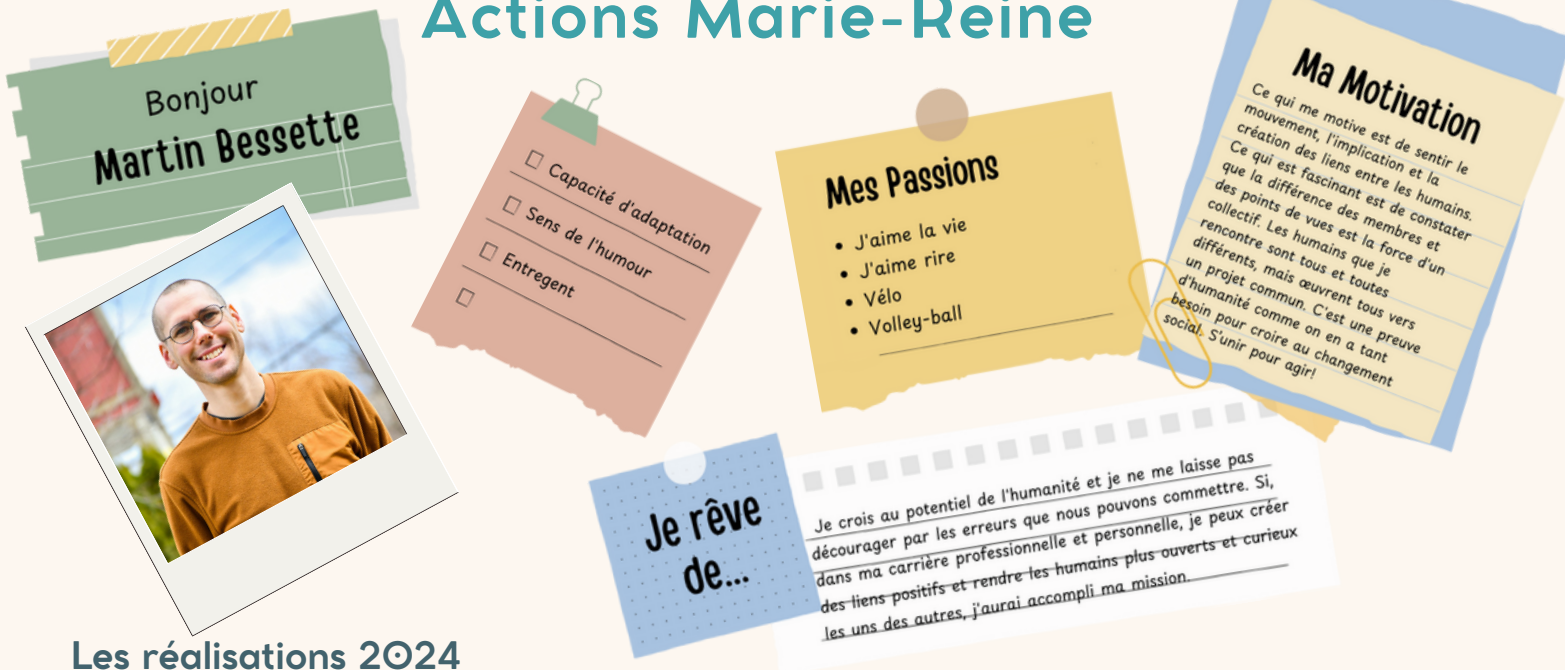 Actions Marie-Reine
Bonjour
Martin Bessette
Capacité d'adaptation
Sens de l'humour
Entregent
Mes Passions
J'aime la vie
J'aime rire
Vélo
Volley-ball
Ma Motivation
Ce qui me motive est de sentir le
mouvement, l'implication et la
création des liens entre les humains.
Ce qui est fascinant est de constater
que la différence des membres et
des points de vues est la force d'un
collectif. Les humains que je
rencontre sont tous et toutes
différents, mais œuvrent tous vers
un projet commun. C'est une preuve
d'humanité comme on en a tant
besoin pour croire au changement
social. S'unir pour agir!
Je rêve
de...
Je crois au potentiel de l'humanité et je ne me laisse pas
décourager par les erreurs que nous pouvons commettre. Si,
dans ma carrière professionnelle et personnelle, je peux créer
des liens positifs et rendre les humains plus ouverts et curieux
les uns des autres, j'aurai accompli ma mission.
Les réalisations 2024